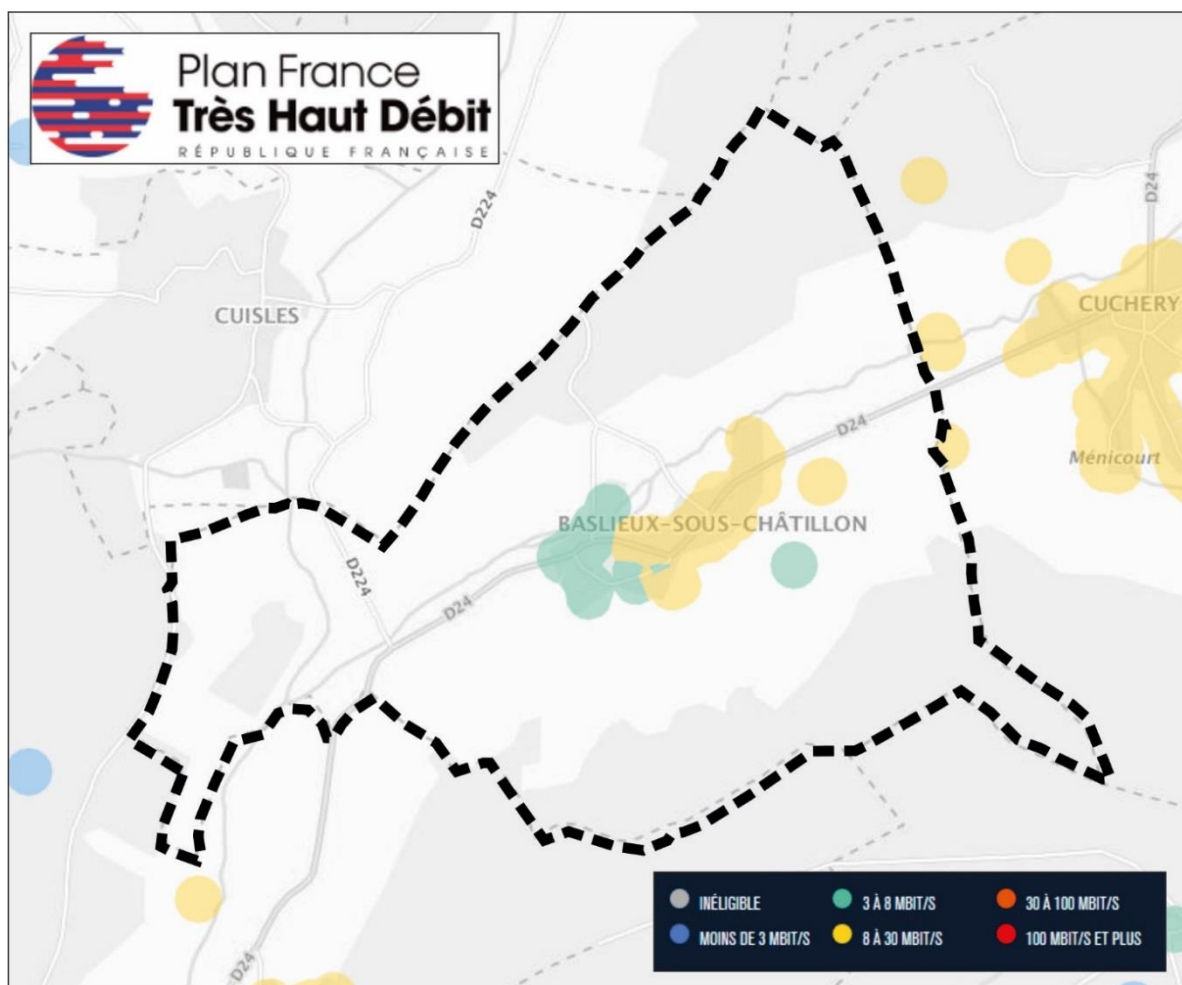 Plan France
Très Haut Débit
RÉPUBLIQUE FRANÇAISE
D224
D24
CUISLES
CUCHERY
D24
Ménicourt
BASLIEUX-SOUS-CHÂTILLON
D224
D24
INÉLIGIBLE
3 À 8 MBIT/S
30 À 100 MBIT/S
MOINS DE 3 MBIT/S
8 À 30 MBIT/S
100 MBIT/S ET PLUS
D24